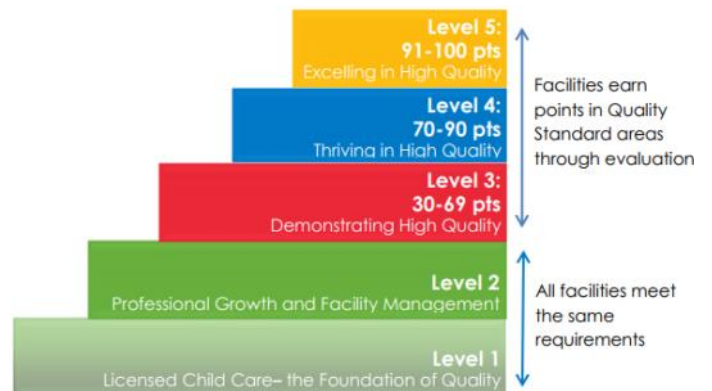 Level 5:
91-100 pts
Excelling in High Quality
Level 4:
70-90 pts
Thriving in High Quality
Level 3:
30-69 pts
Demonstrating High Quality
Facilities earn
points in Quality
Standard areas
through evaluation
Level 2
Professional Growth and Facility Management
Level 1
Licensed Child Care– the Foundation of Quality
All facilities meet
the same
requirements